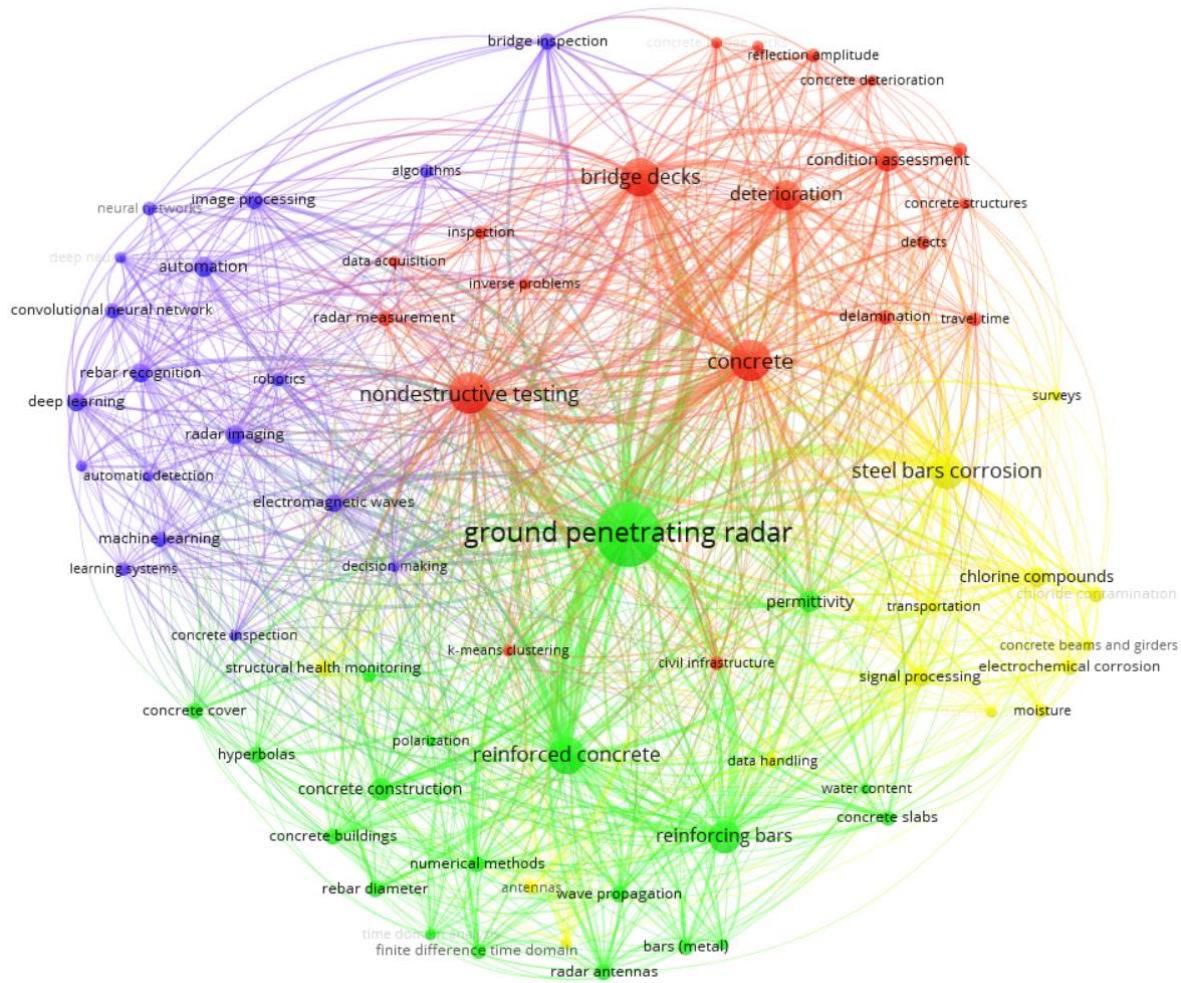 bridge inspection
reflection amplitude
concrete deterioration
condition assessment
algorithms
bridge decks
deterioration
image processing
neural networks
concrete structures
inspection
defects
data acquisition
automation
inverse problems
convolutional neural network
radar measurement
delamination
travel time
concrete
rebar recognition
robotics
nondestructive testing
surveys
deep learning
radar imaging
automatic detection
steel bars corrosion
electromagnetic waves
ground penetrating radar
machine learning
learning systems
decision making
chlorine compounds
chloride contamination
permittivity
transportation
concrete inspection
k-means clustering
civil infrastructure
concrete beams and girders
structural health monitoring
electrochemical corrosion
signal processing
concrete cover
moisture
polarization
hyperbolas
reinforced concrete
data handling
concrete construction
water content
concrete slabs
concrete buildings
reinforcing bars
numerical methods
rebar diameter
antennas
wave propagation
time domain
finite difference time domain
bars (metal)
radar antennas